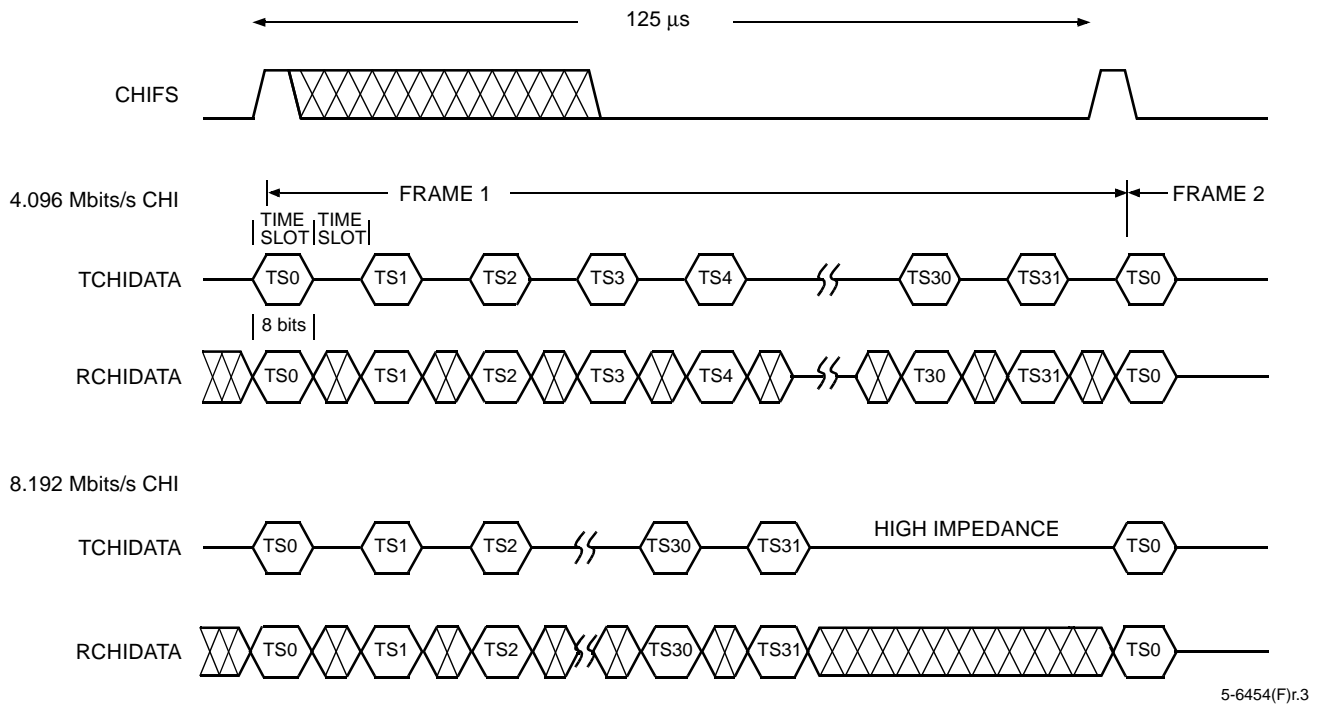 125 μs
CHIFS
4.096 Mbits/s CHI
FRAME 1
FRAME 2
TIME SLOT
TIME SLOT
TCHIDATA
TS0
TS1
TS2
TS3
TS4
TS30
TS31
TS0
8 bits
RCHIDATA
TS0
TS1
TS2
TS3
TS4
T30
TS31
TS0
8.192 Mbits/s CHI
TCHIDATA
TS0
TS1
TS2
TS30
TS31
HIGH IMPEDANCE
TS0
RCHIDATA
TS0
TS1
TS2
TS30
TS31
TS0
5-6454(F)r.3